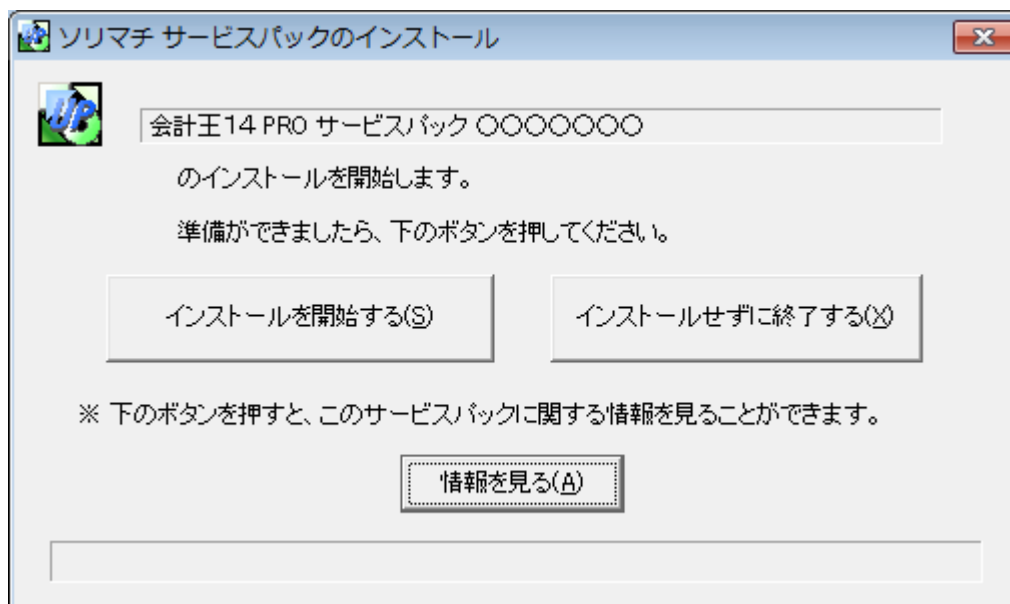 ソリマチ サービスパックのインストール
UP
会計王14 PRO サービスパック 〇〇〇〇〇〇〇
のインストールを開始します。
準備ができましたら、下のボタンを押してください。
インストールを開始する(S) インストールせずに終了する(X)
※ 下のボタンを押すと、このサービスパックに関する情報を見ることができます。
情報を見る(A)